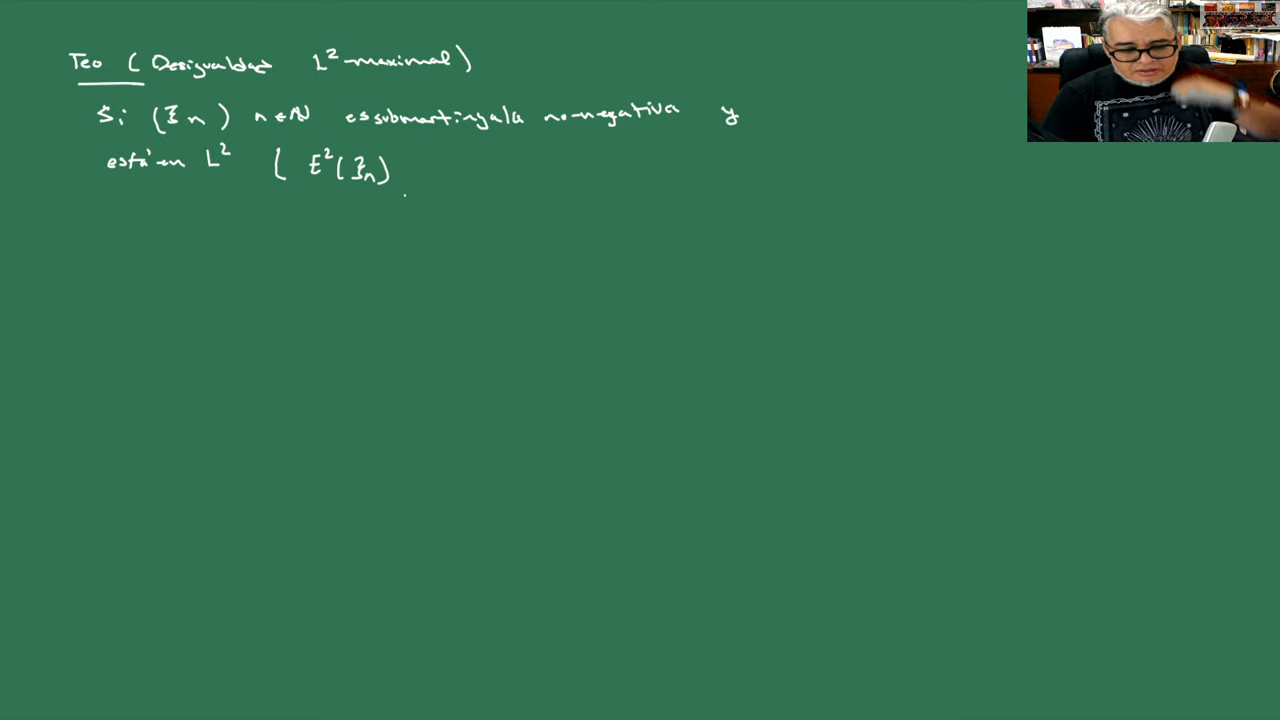 Teo ( Desigualdad L²-maximal )
Si (ξn) n∈ℕ es submartingala no-negativa y
está en L² ( E²(ξn)